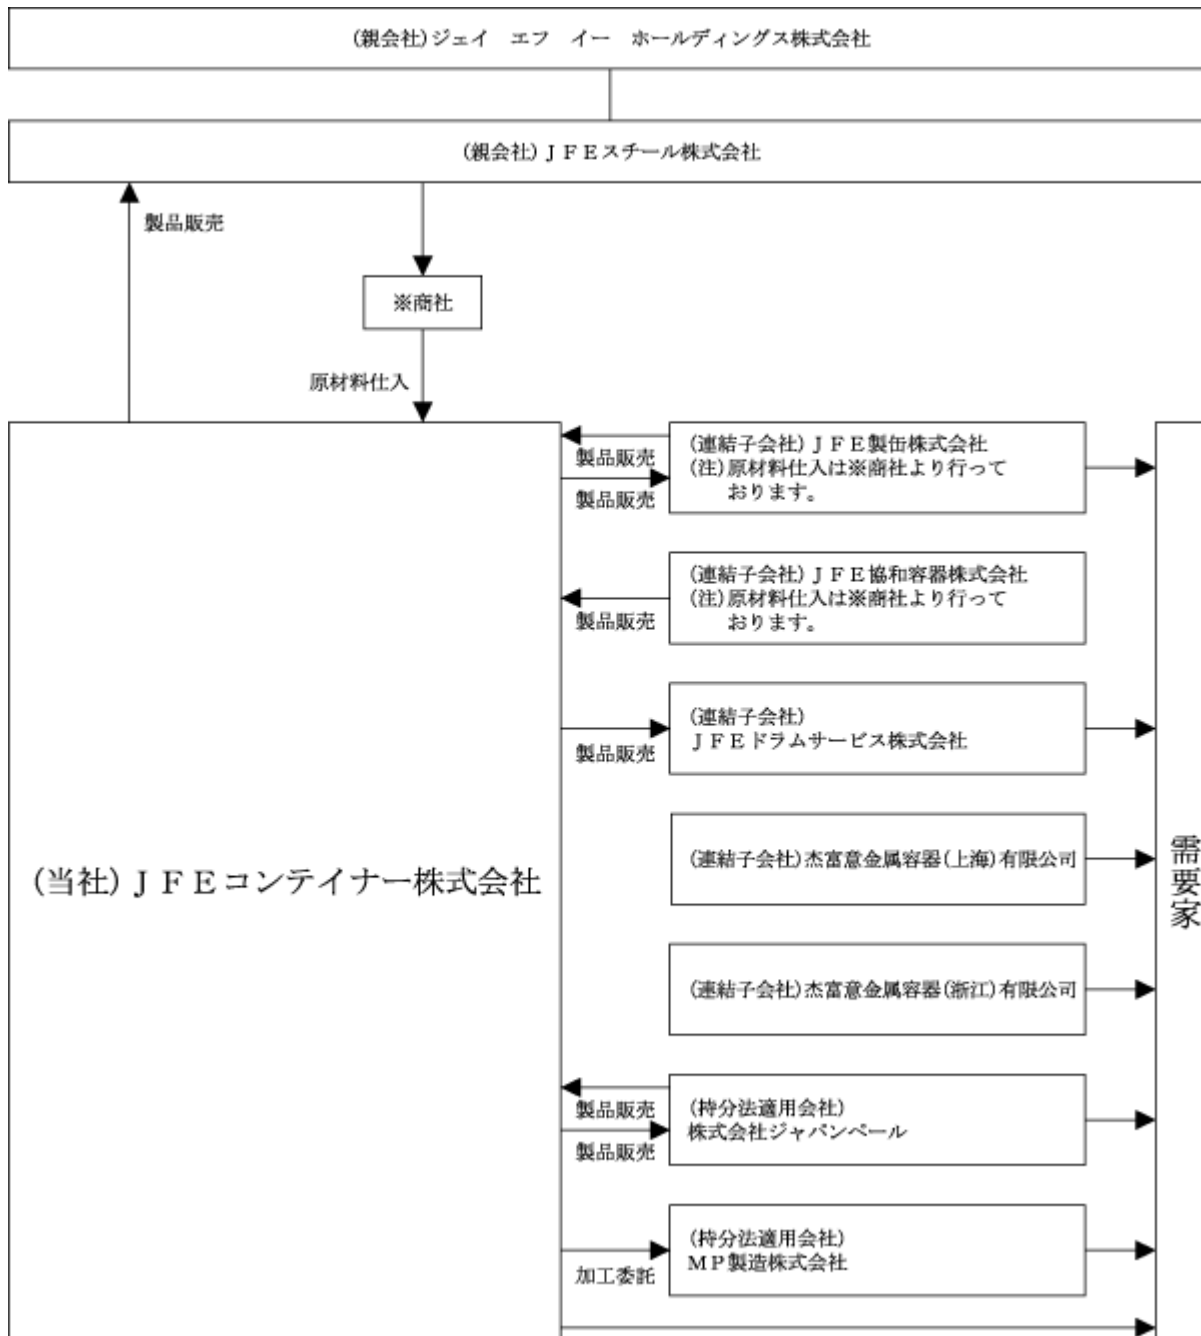 (親会社)ジェイ　エフ　イー　ホールディングス株式会社
(親会社)ＪＦＥスチール株式会社
製品販売
※商社
原材料仕入
(当社)ＪＦＥコンテイナー株式会社
製品販売
製品販売
(連結子会社)ＪＦＥ製缶株式会社
(注)原材料仕入は※商社より行って
おります。
製品販売
(連結子会社)ＪＦＥ協和容器株式会社
(注)原材料仕入は※商社より行って
おります。
製品販売
(連結子会社)
ＪＦＥドラムサービス株式会社
(連結子会社)杰富意金属容器(上海)有限公司
(連結子会社)杰富意金属容器(浙江)有限公司
製品販売
製品販売
(持分法適用会社)
株式会社ジャパンペール
加工委託
(持分法適用会社)
ＭＰ製造株式会社
需要家